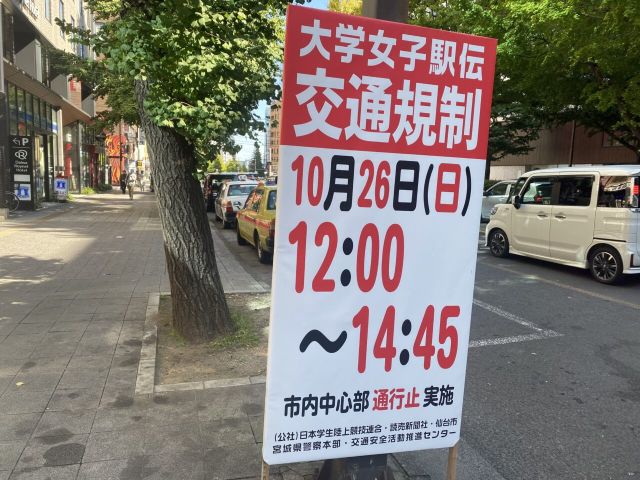 大学女子駅伝
交通規制
10月26日(日)
12:00
～14:45
市内中心部 通行止 実施
(公社)日本学生陸上競技連合・読売新聞社・仙台市
宮城県警察本部・交通安全活動推進センター
P
R